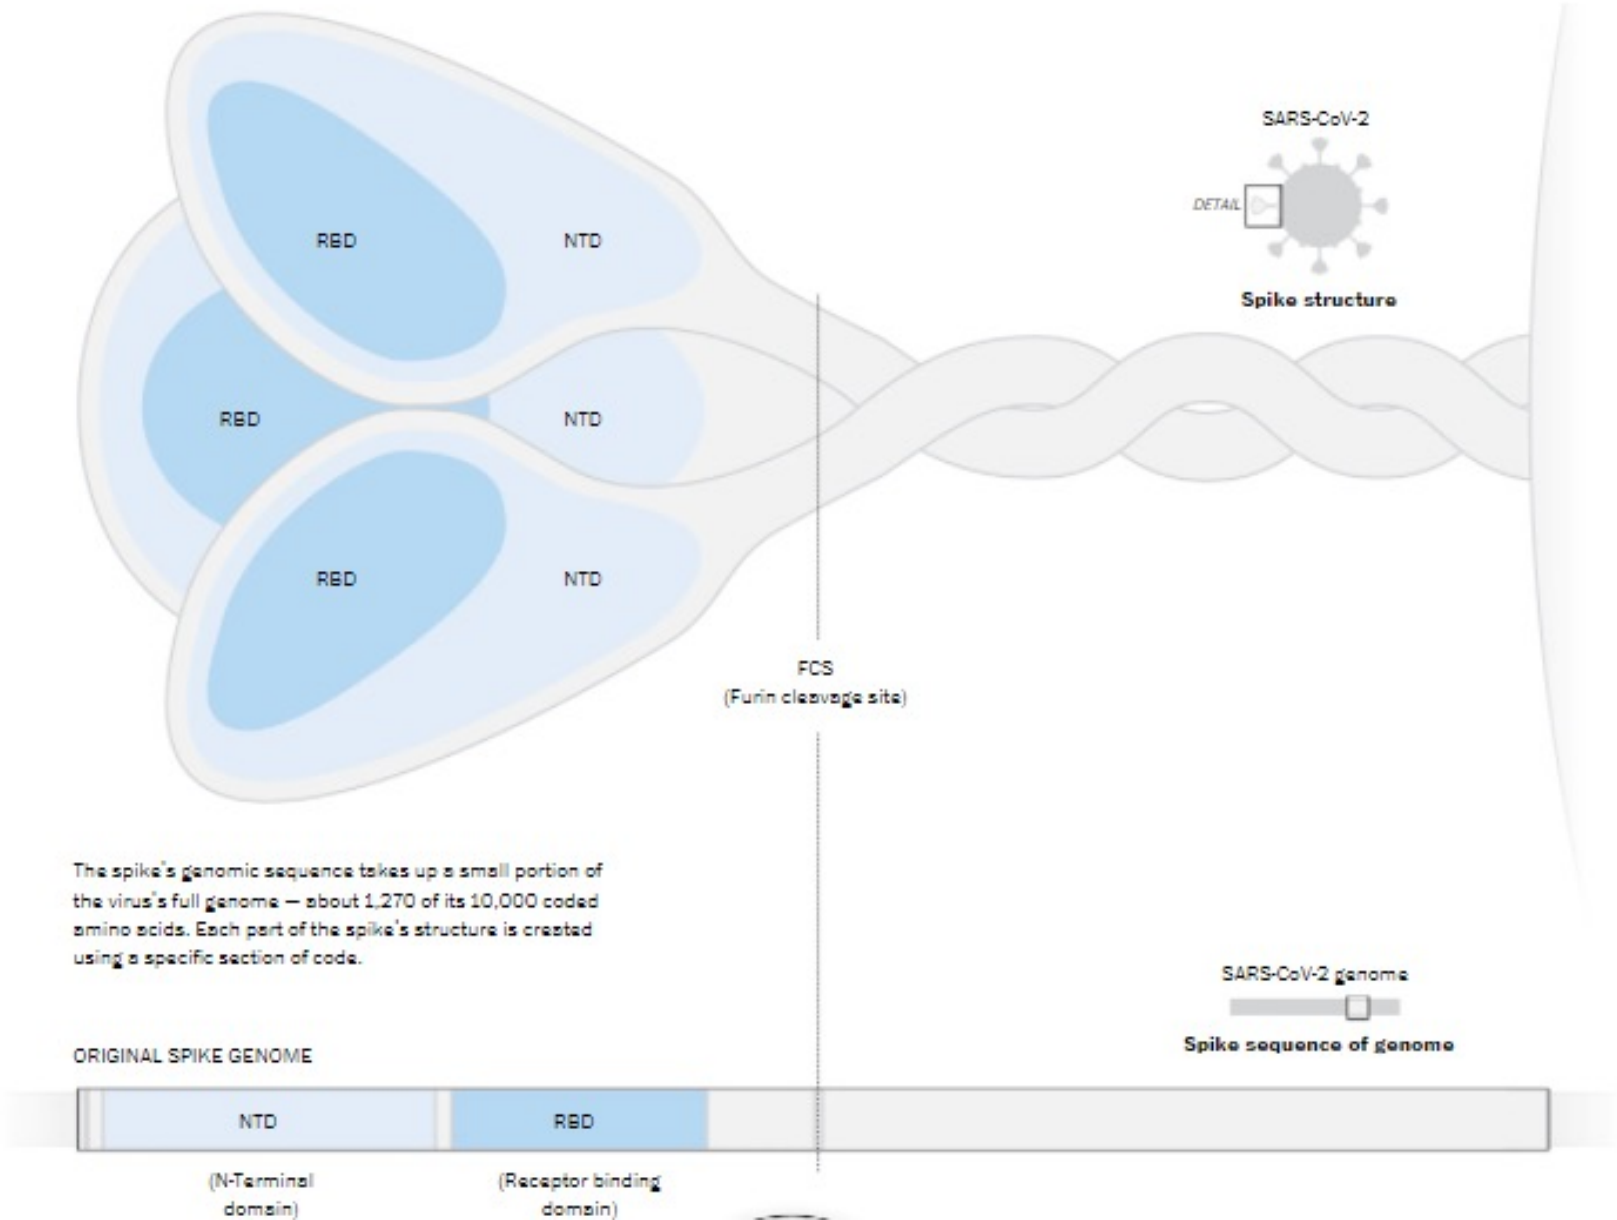 SARS-CoV-2
DETAIL
Spike structure
RBD
NTD
RBD
NTD
RBD
NTD
FCS
(Furin cleavage site)
The spike's genomic sequence takes up a small portion of
the virus's full genome — about 1,270 of its 10,000 coded
amino acids. Each part of the spike's structure is created
using a specific section of code.
SARS-CoV-2 genome
Spike sequence of genome
ORIGINAL SPIKE GENOME
NTD
RBD
(N-Terminal
domain)
(Receptor binding
domain)